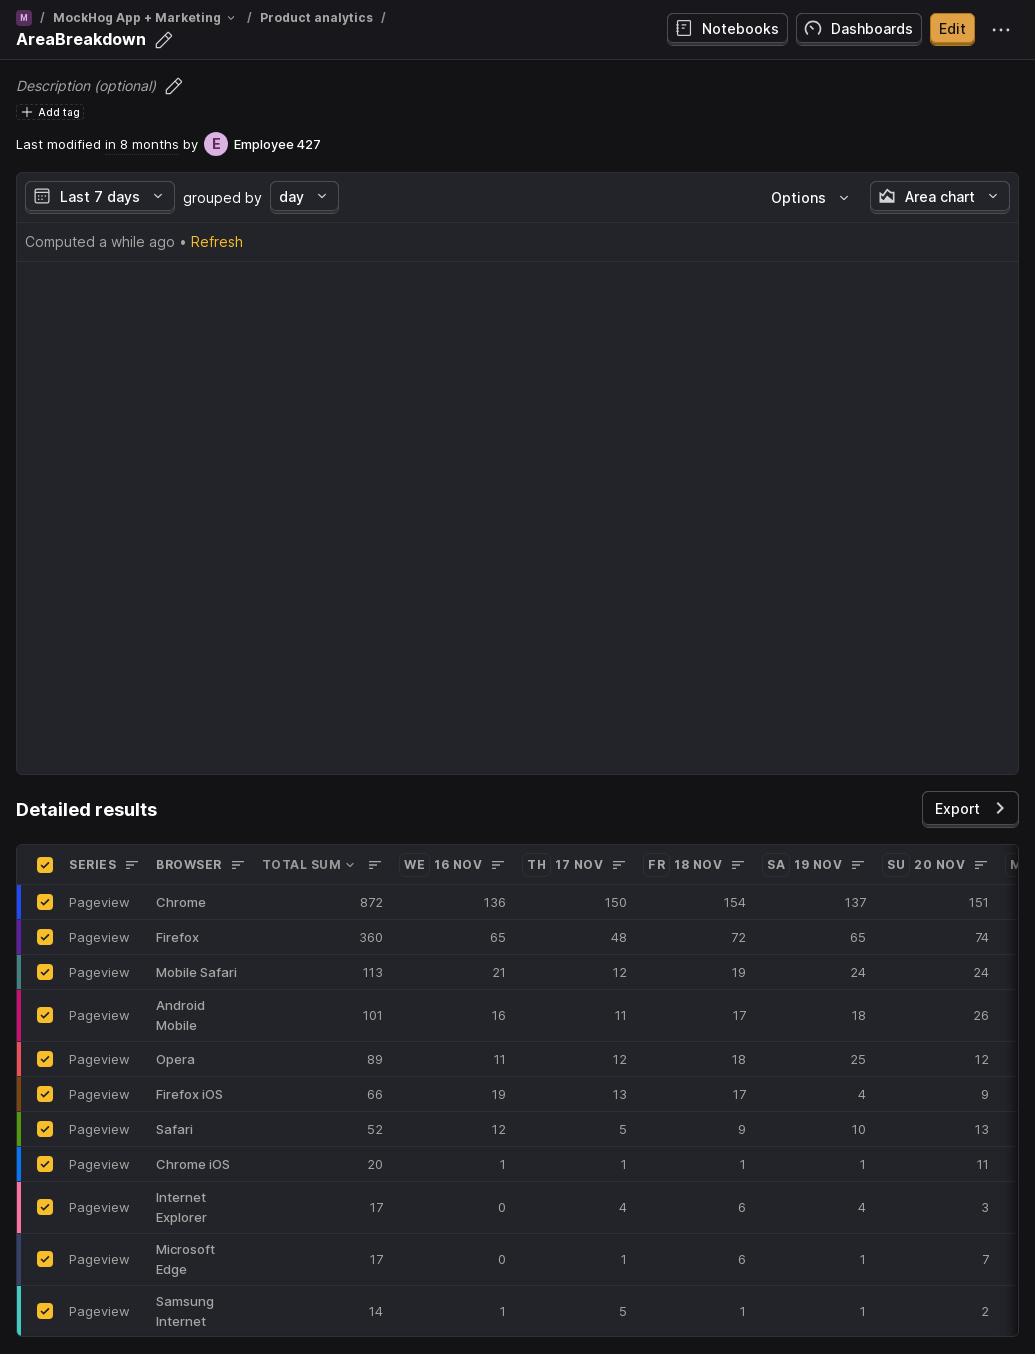 M / MockHog App + Marketing / Product analytics /
AreaBreakdown
Notebooks Dashboards Edit
Description (optional)
Add tag
Last modified in 8 months by E Employee 427
Last 7 days grouped by day Options Area chart
Computed a while ago • Refresh
Detailed results Export
SERIES BROWSER TOTAL SUM WE 16 NOV TH 17 NOV FR 18 NOV SA 19 NOV SU 20 NOV
Pageview Chrome 872 136 150 154 137 151
Pageview Firefox 360 65 48 72 65 74
Pageview Mobile Safari 113 21 12 19 24 24
Pageview Android Mobile 101 16 11 17 18 26
Pageview Opera 89 11 12 18 25 12
Pageview Firefox iOS 66 19 13 17 4 9
Pageview Safari 52 12 5 9 10 13
Pageview Chrome iOS 20 1 1 1 1 11
Pageview Internet Explorer 17 0 4 6 4 3
Pageview Microsoft Edge 17 0 1 6 1 7
Pageview Samsung Internet 14 1 5 1 1 2